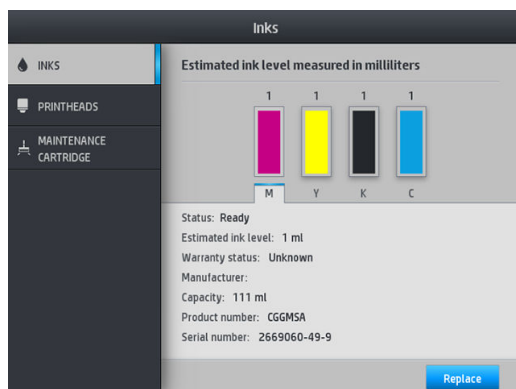 Inks
INKS
PRINTHEADS
MAINTENANCE
CARTRIDGE
Estimated ink level measured in milliliters
1 1 1 1
M Y K C
Status: Ready
Estimated ink level: 1 ml
Warranty status: Unknown
Manufacturer:
Capacity: 111 ml
Product number: CGGMSA
Serial number: 2669060-49-9
Replace